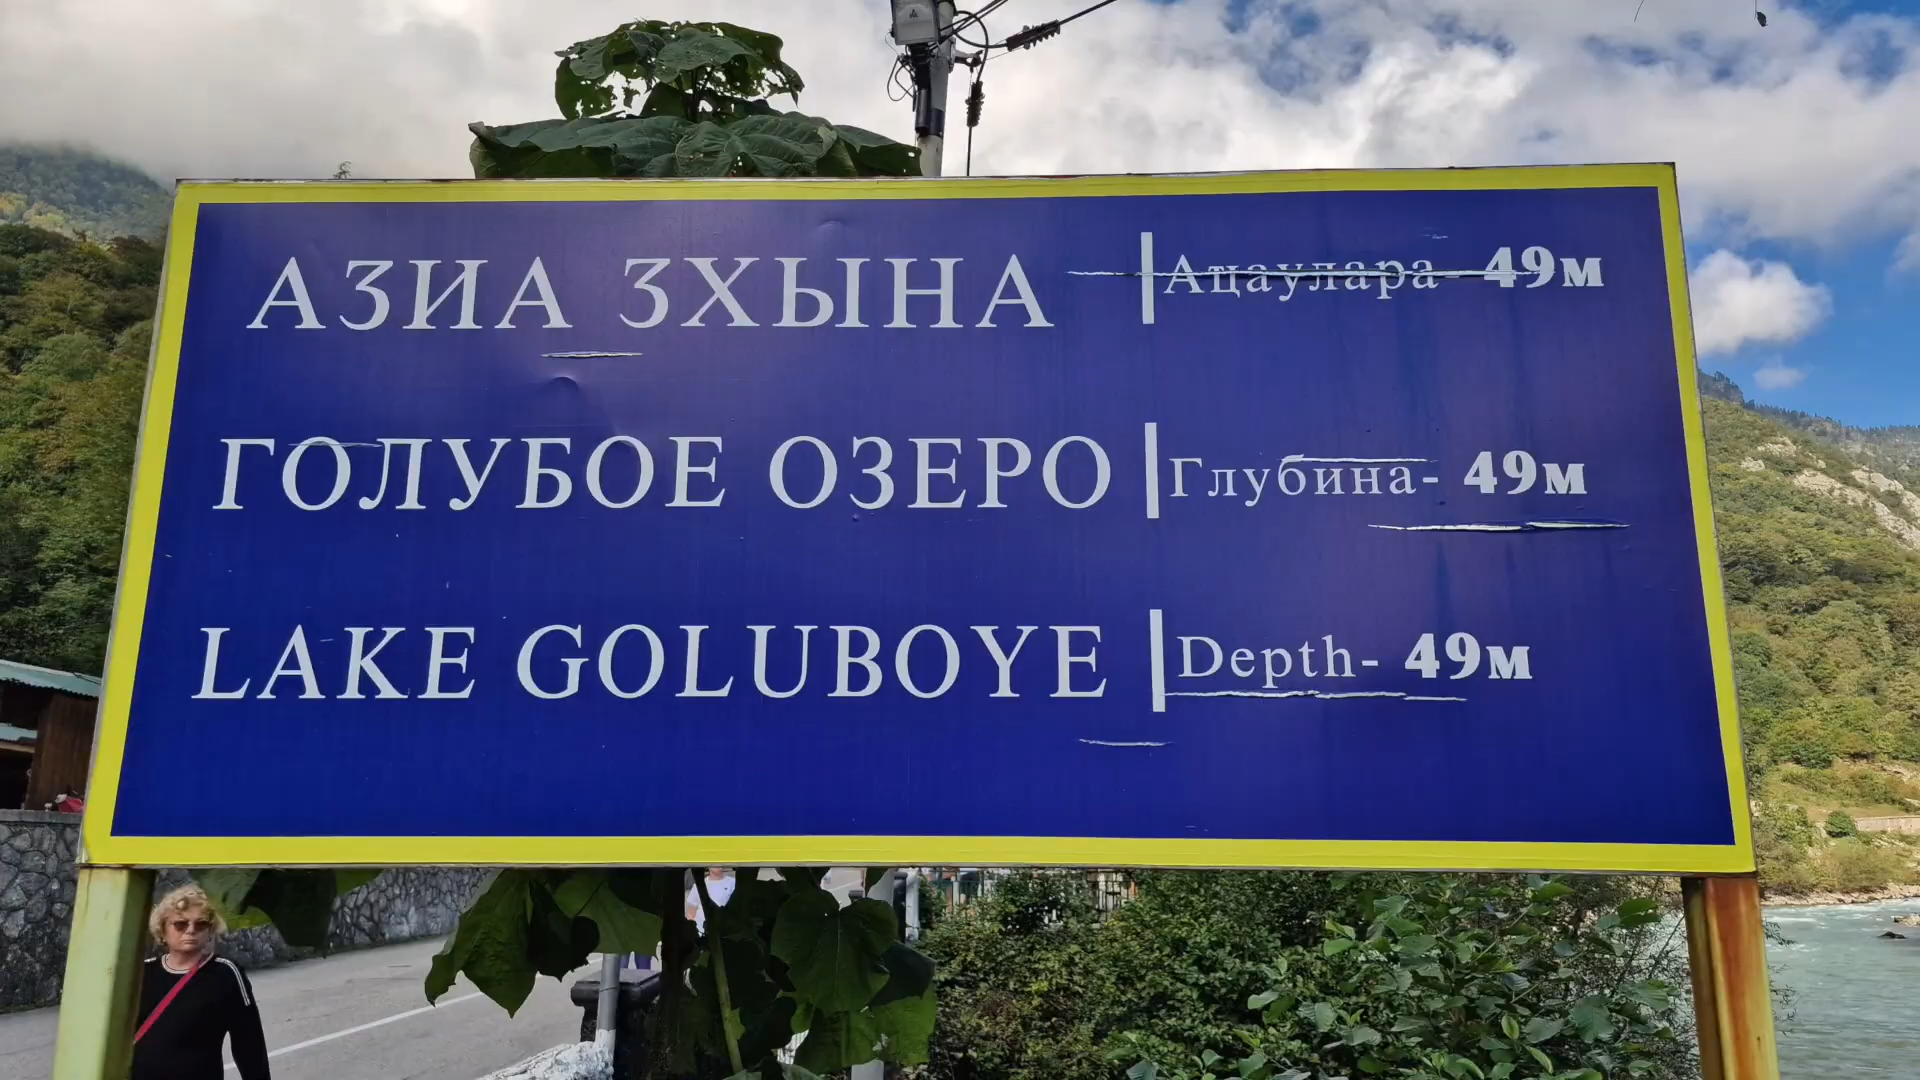 АЗИА ЗХЫНА | Ацаулара- 49м
ГОЛУБОЕ ОЗЕРО | Глубина- 49м
LAKE GOLUBOYE | Depth- 49м